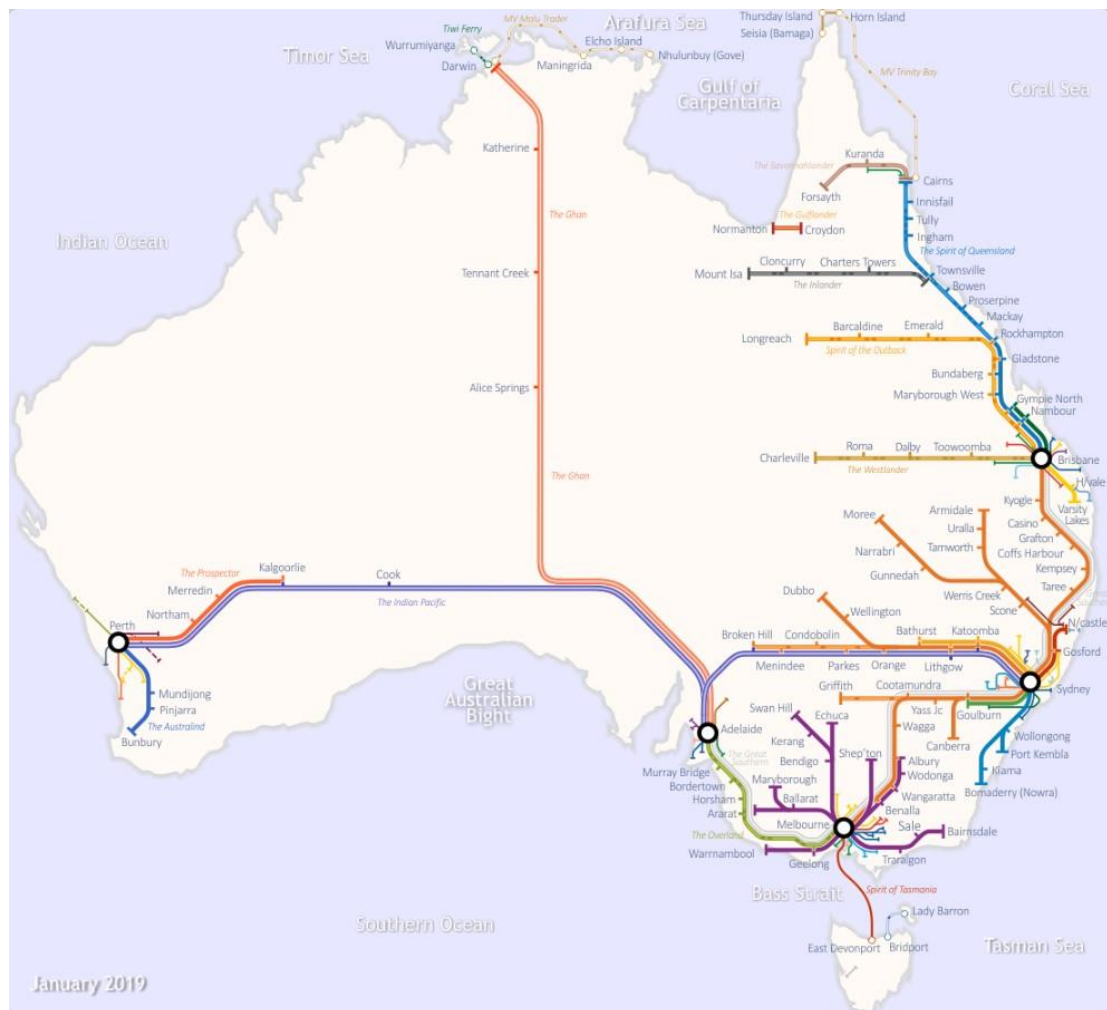 Thursday Island
Horn Island
Seisia (Bamaga)
Arafura Sea
MV Malu Trader
Tiwi Ferry
Wurrumiyanga
Elcho Island
Timor Sea
Darwin
Maningrida
Nhulunbuy (Gove)
MV Trinity Bay
Gulf of
Carpentaria
Coral Sea
Katherine
Kuranda
The Savannahlander
Cairns
Forsayth
Innisfail
The Ghan
The Gulflander
Tully
Normanton
Croydon
Ingham
Indian Ocean
The Spirit of Queensland
Cloncurry
Charters Towers
Tennant Creek
Mount Isa
Townsville
The Inlander
Bowen
Proserpine
Mackay
Barcaldine
Emerald
Rockhampton
Longreach
Spirit of the Outback
Gladstone
Bundaberg
Alice Springs
Maryborough West
Gympie North
Nambour
Roma
Dalby
Toowoomba
Charleville
Brisbane
The Westlander
The Ghan
H/vale
Kyogle
Varsity
Lakes
Moree
Armidale
Casino
Uralla
Grafton
Narrabri
Tamworth
Coffs Harbour
Kempsey
Gunnedah
Kalgoorlie
The Prospector
Cook
Taree
Merredin
The Indian Pacific
Dubbo
Werris Creek
Scone
Northam
Wellington
Perth
N/castle
Broken Hill
Condobolin
Bathurst
Katoomba
Gosford
Menindee
Parkes
Orange
Lithgow
Great
Australian
Bight
Mundijong
Pinjarra
The Australind
Bunbury
Griffith
Cootamundra
Sydney
Swan Hill
Echuca
Yass Jc
Goulburn
Adelaide
Wagga
Wollongong
Kerang
Shep'ton
Canberra
Port Kembla
The Great
Southern
Bendigo
Albury
Kiama
Murray Bridge
Wodonga
Bordertown
Maryborough
Wangaratta
Bomaderry (Nowra)
Horsham
Ballarat
Benalla
Ararat
Melbourne
Sale
Bairnsdale
The Overland
Warrnambool
Geelong
Traralgon
Bass Strait
Spirit of Tasmania
Lady Barron
Southern Ocean
East Devonport
Bridport
Tasman Sea
January 2019